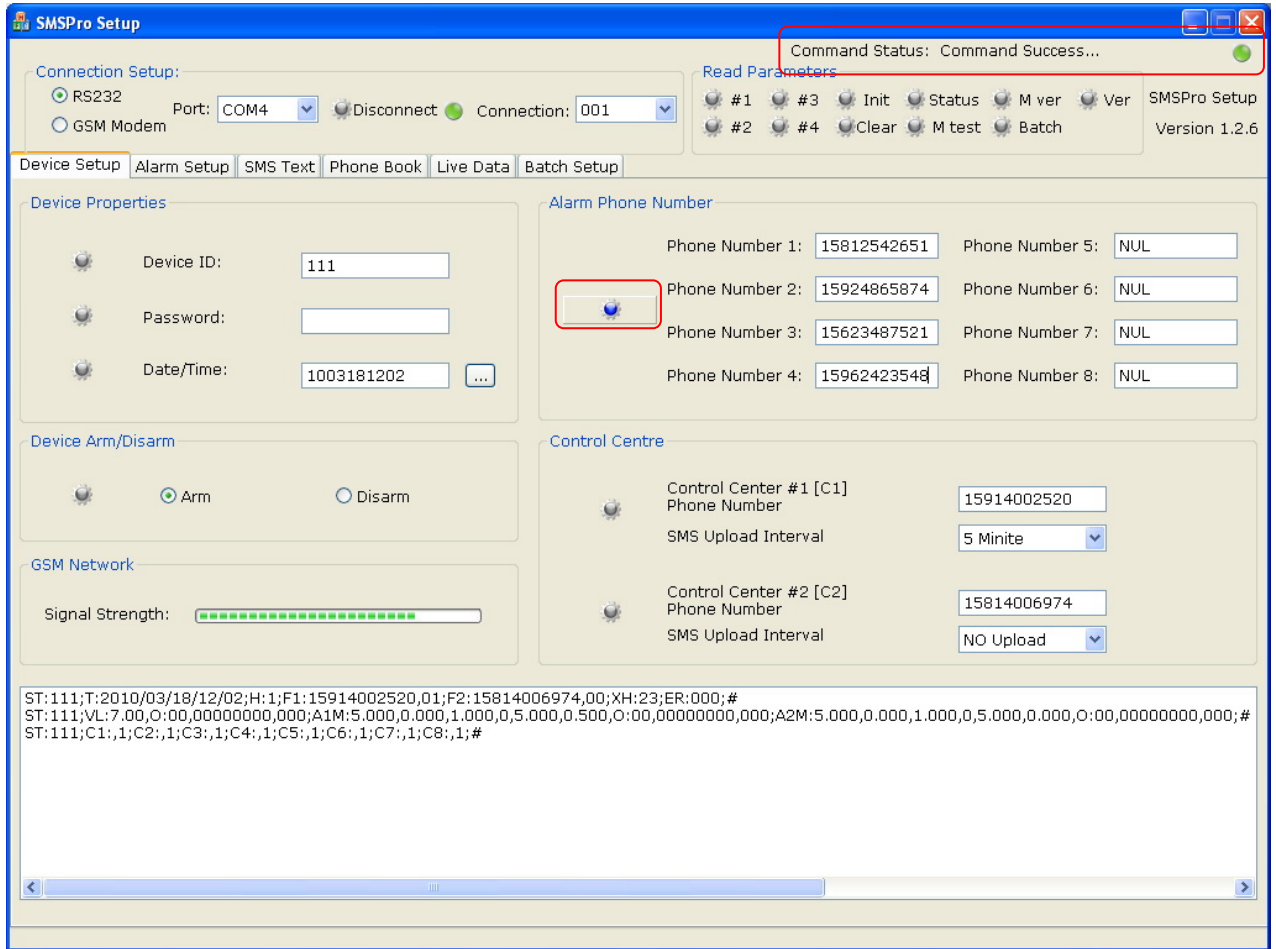 SMSPro Setup
Command Status: Command Success...
Connection Setup:
RS232
GSM Modem
Port: COM4
Disconnect
Connection: 001
Read Parameters
#1 #3 Init Status M ver Ver
#2 #4 Clear M test Batch
SMSPro Setup
Version 1.2.6
Device Setup Alarm Setup SMS Text Phone Book Live Data Batch Setup
Device Properties
Device ID: 111
Password:
Date/Time: 1003181202 ...
Alarm Phone Number
Phone Number 1: 15812542651 Phone Number 5: NUL
Phone Number 2: 15924865874 Phone Number 6: NUL
Phone Number 3: 15623487521 Phone Number 7: NUL
Phone Number 4: 15962423548 Phone Number 8: NUL
Device Arm/Disarm
Arm Disarm
GSM Network
Signal Strength:
Control Centre
Control Center #1 [C1]
Phone Number 15914002520
SMS Upload Interval 5 Minite
Control Center #2 [C2]
Phone Number 15814006974
SMS Upload Interval NO Upload
ST:111;T:2010/03/18/12/02;H:1;F1:15914002520,01;F2:15814006974,00;XH:23;ER:000;#
ST:111;VL:7.00,O:00,00000000,000;A1M:5.000,0.000,1.000,0,5.000,0.500,O:00,00000000,000;A2M:5.000,0.000,1.000,0,5.000,0.000,O:00,00000000,000;#
ST:111;C1:,1;C2:,1;C3:,1;C4:,1;C5:,1;C6:,1;C7:,1;C8:,1;#